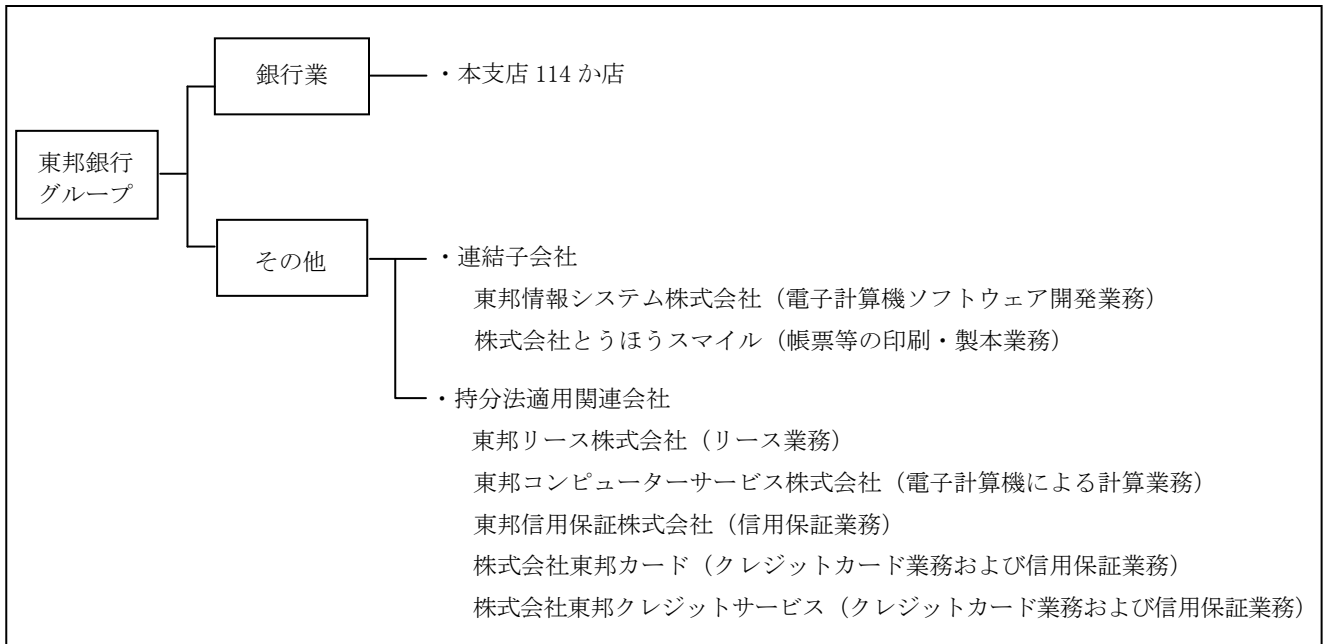 銀行業
・本支店 114 か店
東邦銀行
グループ
その他
・連結子会社
東邦情報システム株式会社（電子計算機ソフトウェア開発業務）
株式会社とうほうスマイル（帳票等の印刷・製本業務）
・持分法適用関連会社
東邦リース株式会社（リース業務）
東邦コンピューターサービス株式会社（電子計算機による計算業務）
東邦信用保証株式会社（信用保証業務）
株式会社東邦カード（クレジットカード業務および信用保証業務）
株式会社東邦クレジットサービス（クレジットカード業務および信用保証業務）